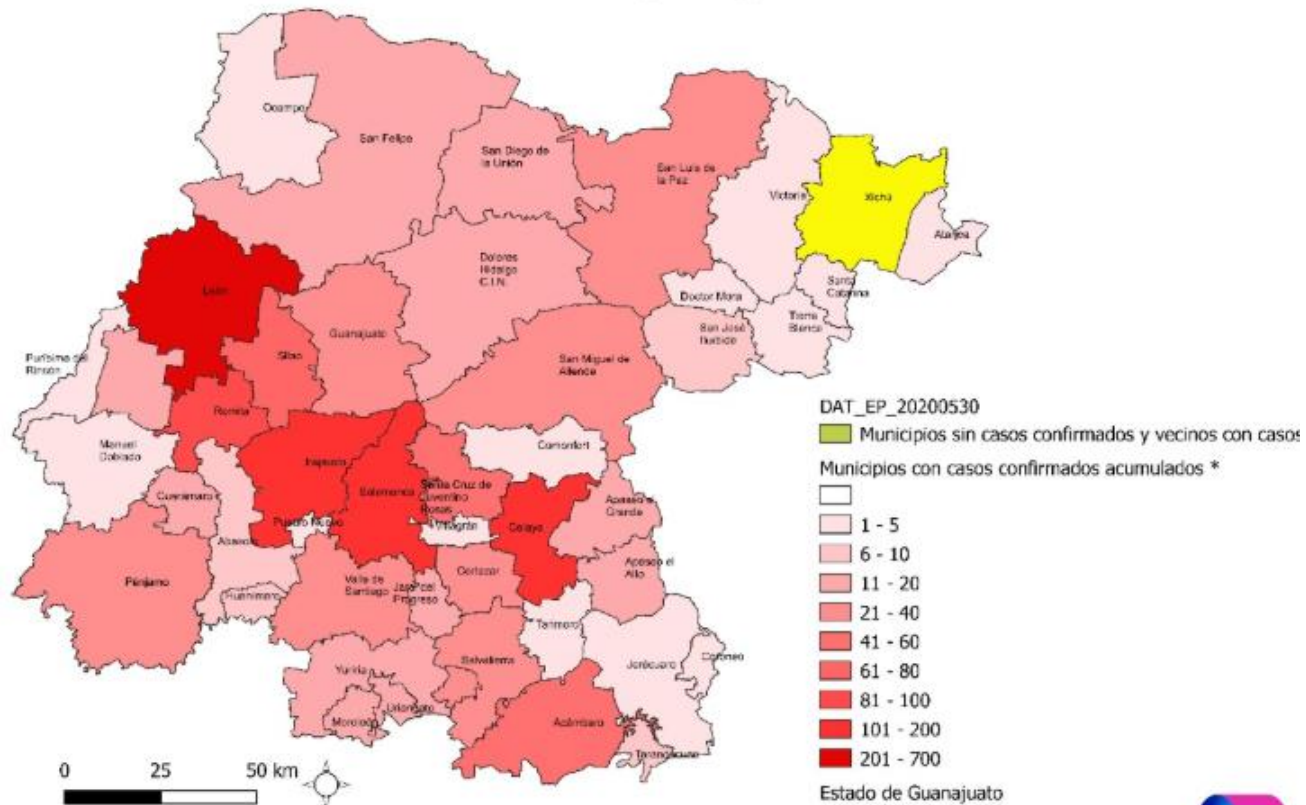 Ocampo
San Felipe
San Diego de
la Unión
San Luis de
la Paz
Victoria
Xichú
Atarjea
León
Dolores
Hidalgo
C.I.N.
Santa
Catarina
Doctor Mora
Guanajuato
Tierra
Blanca
San José
Iturbide
Purísima del
Rincón
Silao
San Miguel de
Allende
Romita
DAT_EP_20200530
Municipios sin casos confirmados y vecinos con casos
Manuel
Doblado
Comonfort
Irapuato
Municipios con casos confirmados acumulados *
Cuerámaro
Salamanca
Santa Cruz de
Juventino
Rosas
Apaseo el
Grande
Pueblo Nuevo
Villagrán
Celaya
1 - 5
Abasolo
6 - 10
Pénjamo
Valle de
Santiago
Cortazar
Apaseo el
Alto
11 - 20
Huanímaro
Jaral del
Progreso
21 - 40
Tarimoro
41 - 60
Yuriria
Salvatierra
Jerécuaro
Coroneo
61 - 80
Uriangato
Moroleón
Acámbaro
81 - 100
101 - 200
Tarandacuao
201 - 700
0 25 50 km
Estado de Guanajuato